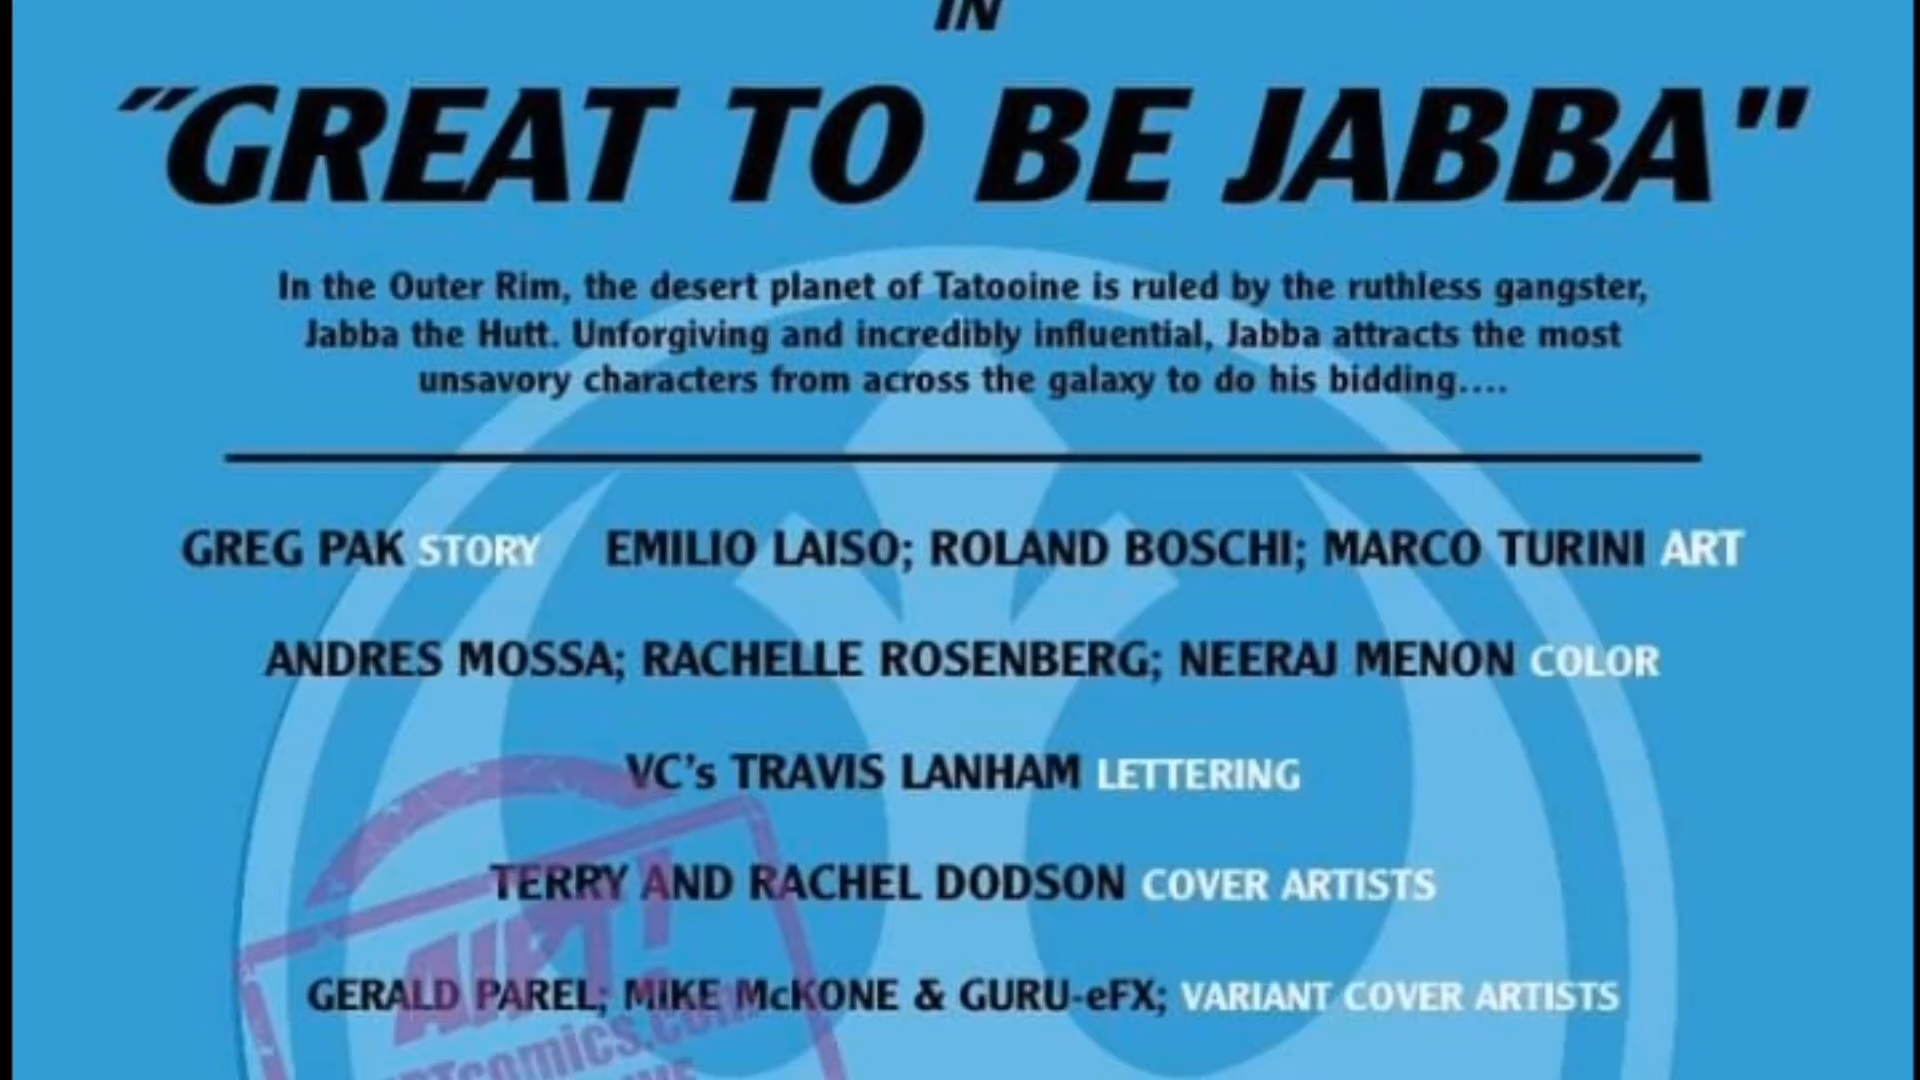 IN
"GREAT TO BE JABBA"
In the Outer Rim, the desert planet of Tatooine is ruled by the ruthless gangster,
Jabba the Hutt. Unforgiving and incredibly influential, Jabba attracts the most
unsavory characters from across the galaxy to do his bidding....
GREG PAK STORY EMILIO LAISO; ROLAND BOSCHI; MARCO TURINI ART
ANDRES MOSSA; RACHELLE ROSENBERG; NEERAJ MENON COLOR
VC's TRAVIS LANHAM LETTERING
TERRY AND RACHEL DODSON COVER ARTISTS
GERALD PAREL; MIKE McKONE & GURU-eFX; VARIANT COVER ARTISTS
AIPT!